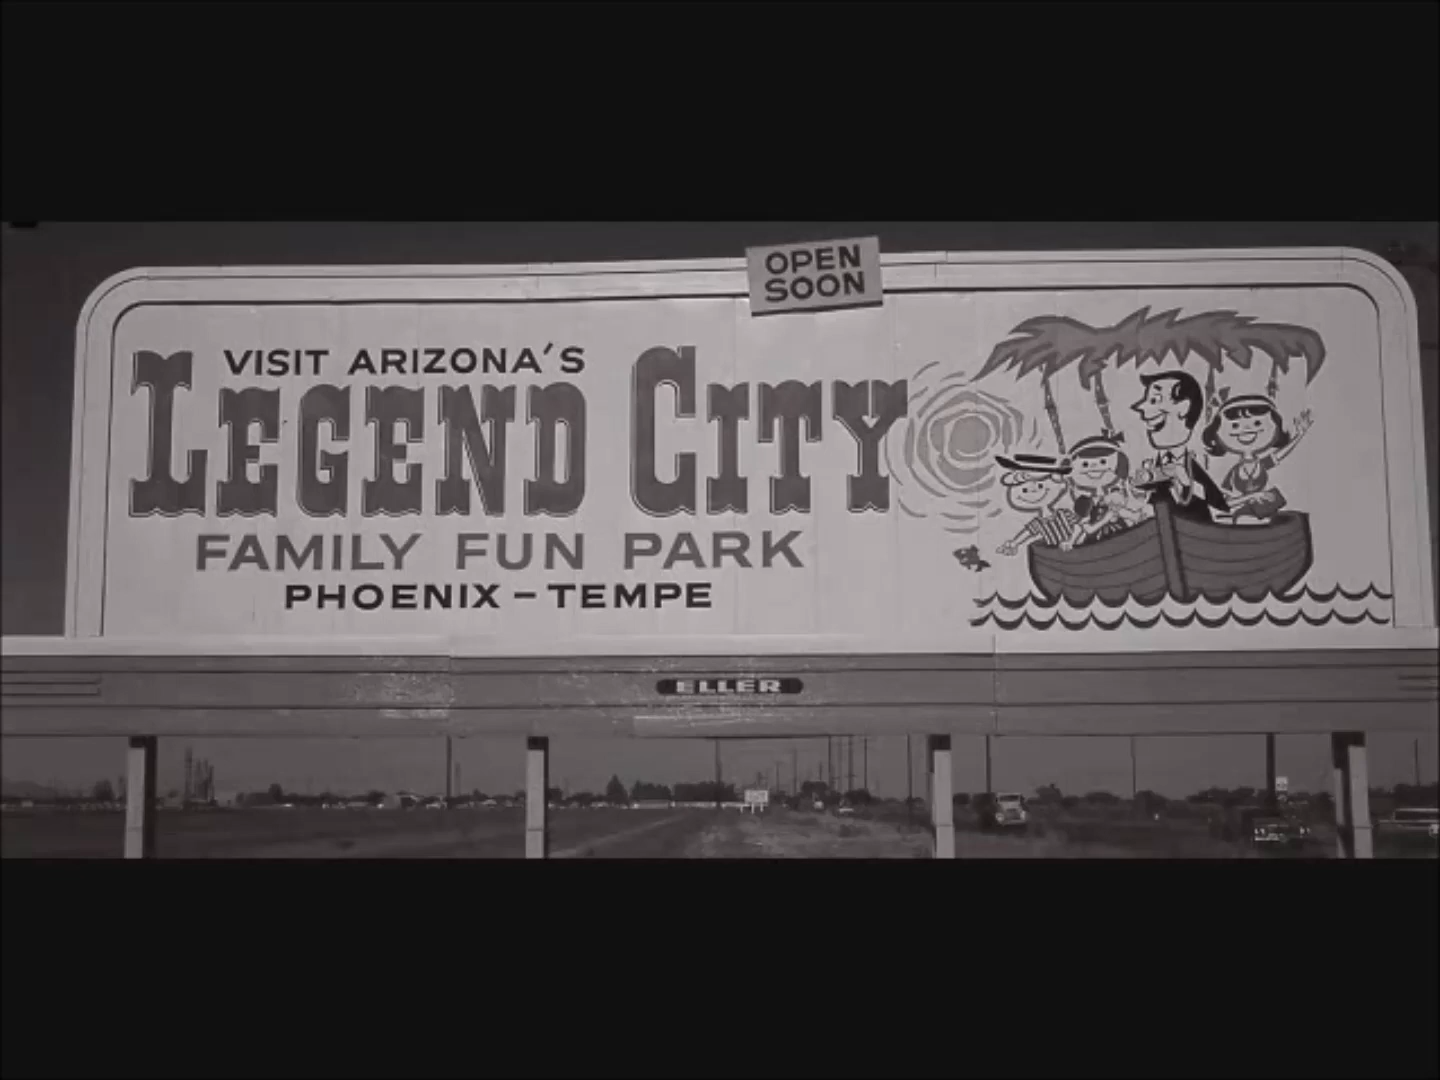 OPEN
SOON
VISIT ARIZONA'S
LEGEND CITY
FAMILY FUN PARK
PHOENIX - TEMPE
ELLER